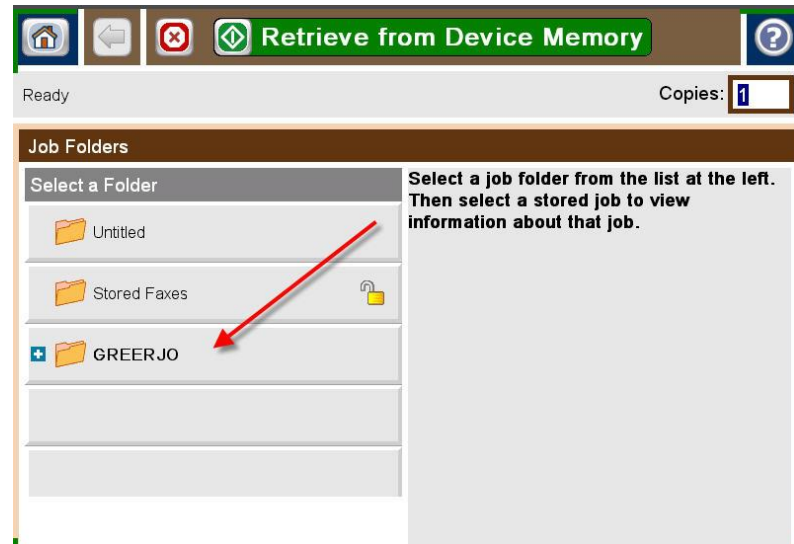 Retrieve from Device Memory
Ready
Copies: 1
Job Folders
Select a Folder
Untitled
Stored Faxes
GREERJO
Select a job folder from the list at the left.
Then select a stored job to view
information about that job.